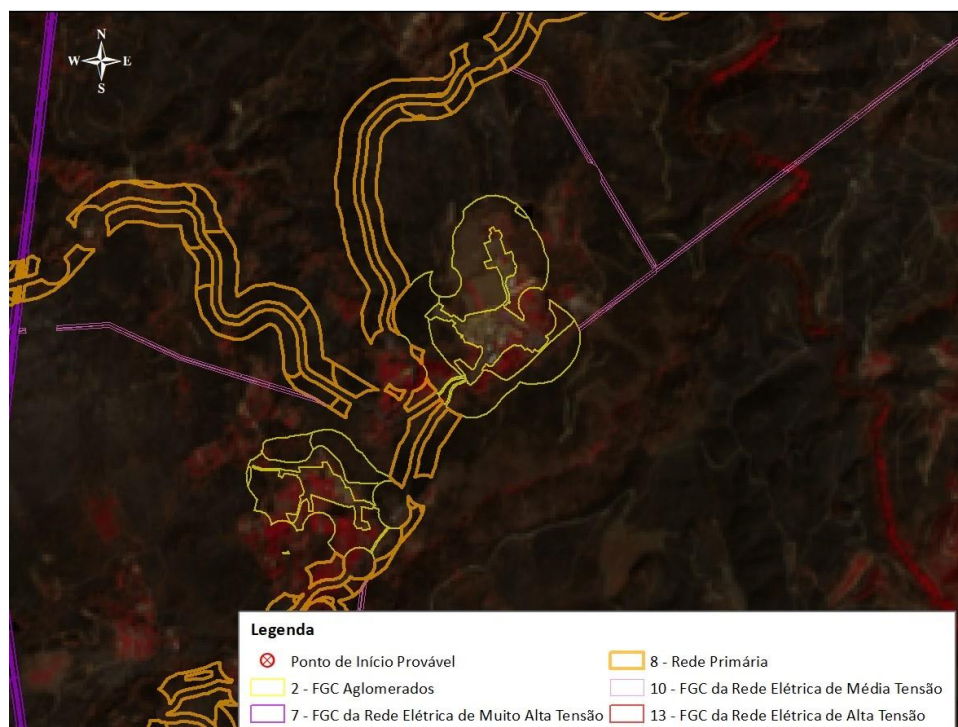 N
W E
S
Legenda
Ponto de Início Provável
8 - Rede Primária
2 - FGC Aglomerados
10 - FGC da Rede Elétrica de Média Tensão
7 - FGC da Rede Elétrica de Muito Alta Tensão
13 - FGC da Rede Elétrica de Alta Tensão